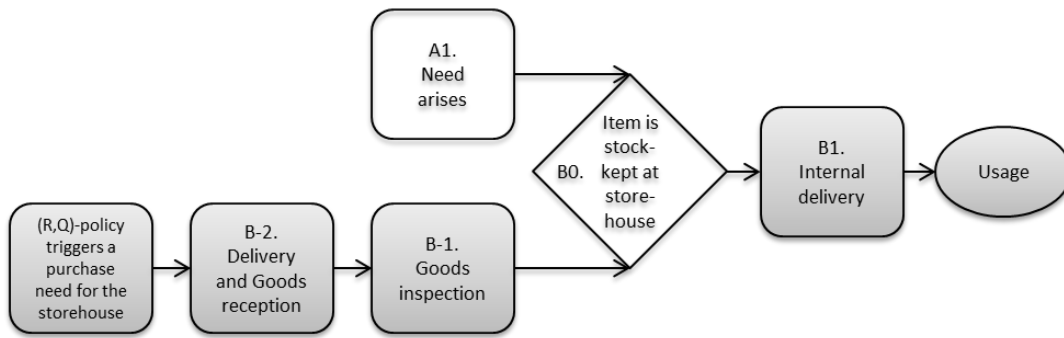 A1.
Need
arises
B0.
Item is
stock-
kept at
store-
house
B1.
Internal
delivery
Usage
(R,Q)-policy
triggers a
purchase
need for the
storehouse
B-2.
Delivery
and Goods
reception
B-1.
Goods
inspection